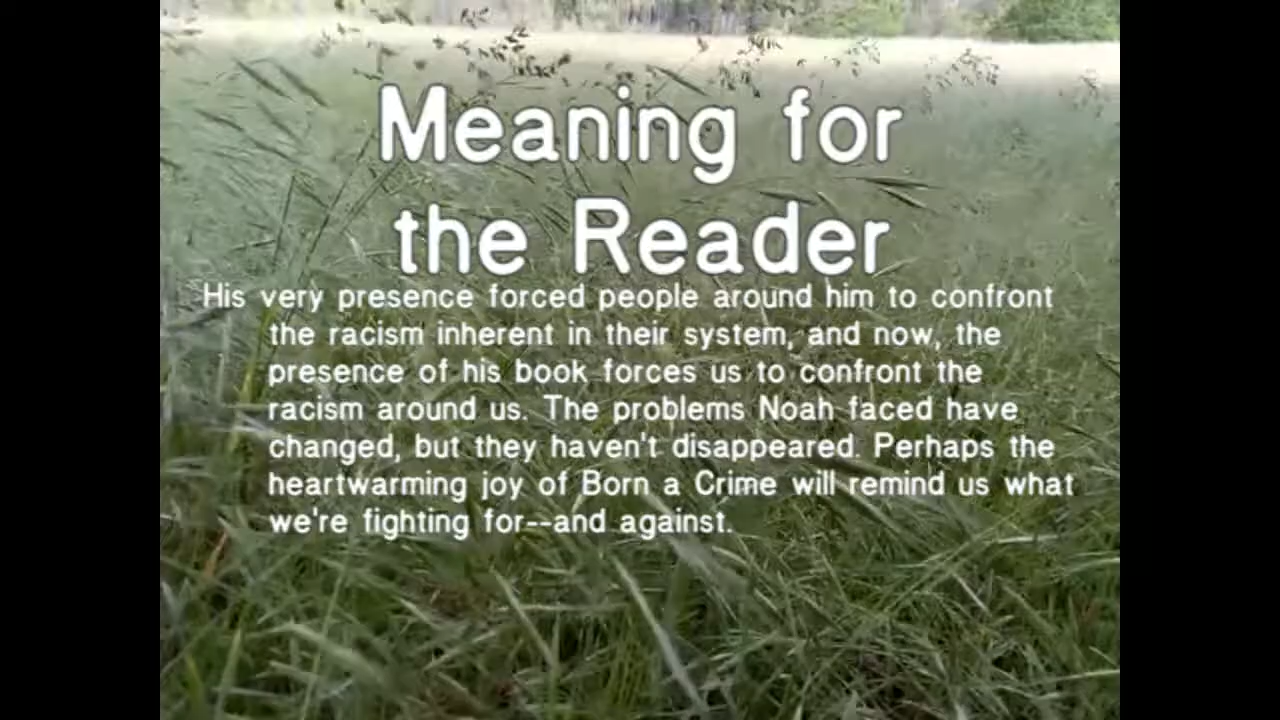 Meaning for
the Reader
His very presence forced people around him to confront
the racism inherent in their system, and now, the
presence of his book forces us to confront the
racism around us. The problems Noah faced have
changed, but they haven't disappeared. Perhaps the
heartwarming joy of Born a Crime will remind us what
we're fighting for--and against.